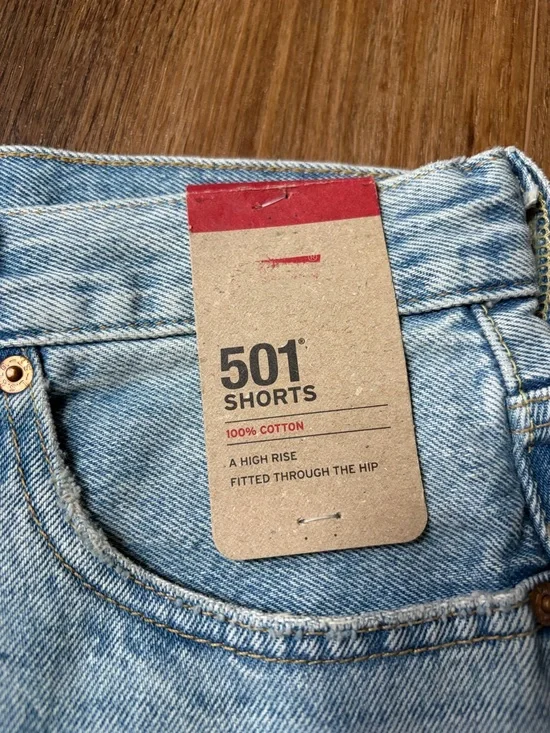 501®
SHORTS
100% COTTON
A HIGH RISE
FITTED THROUGH THE HIP